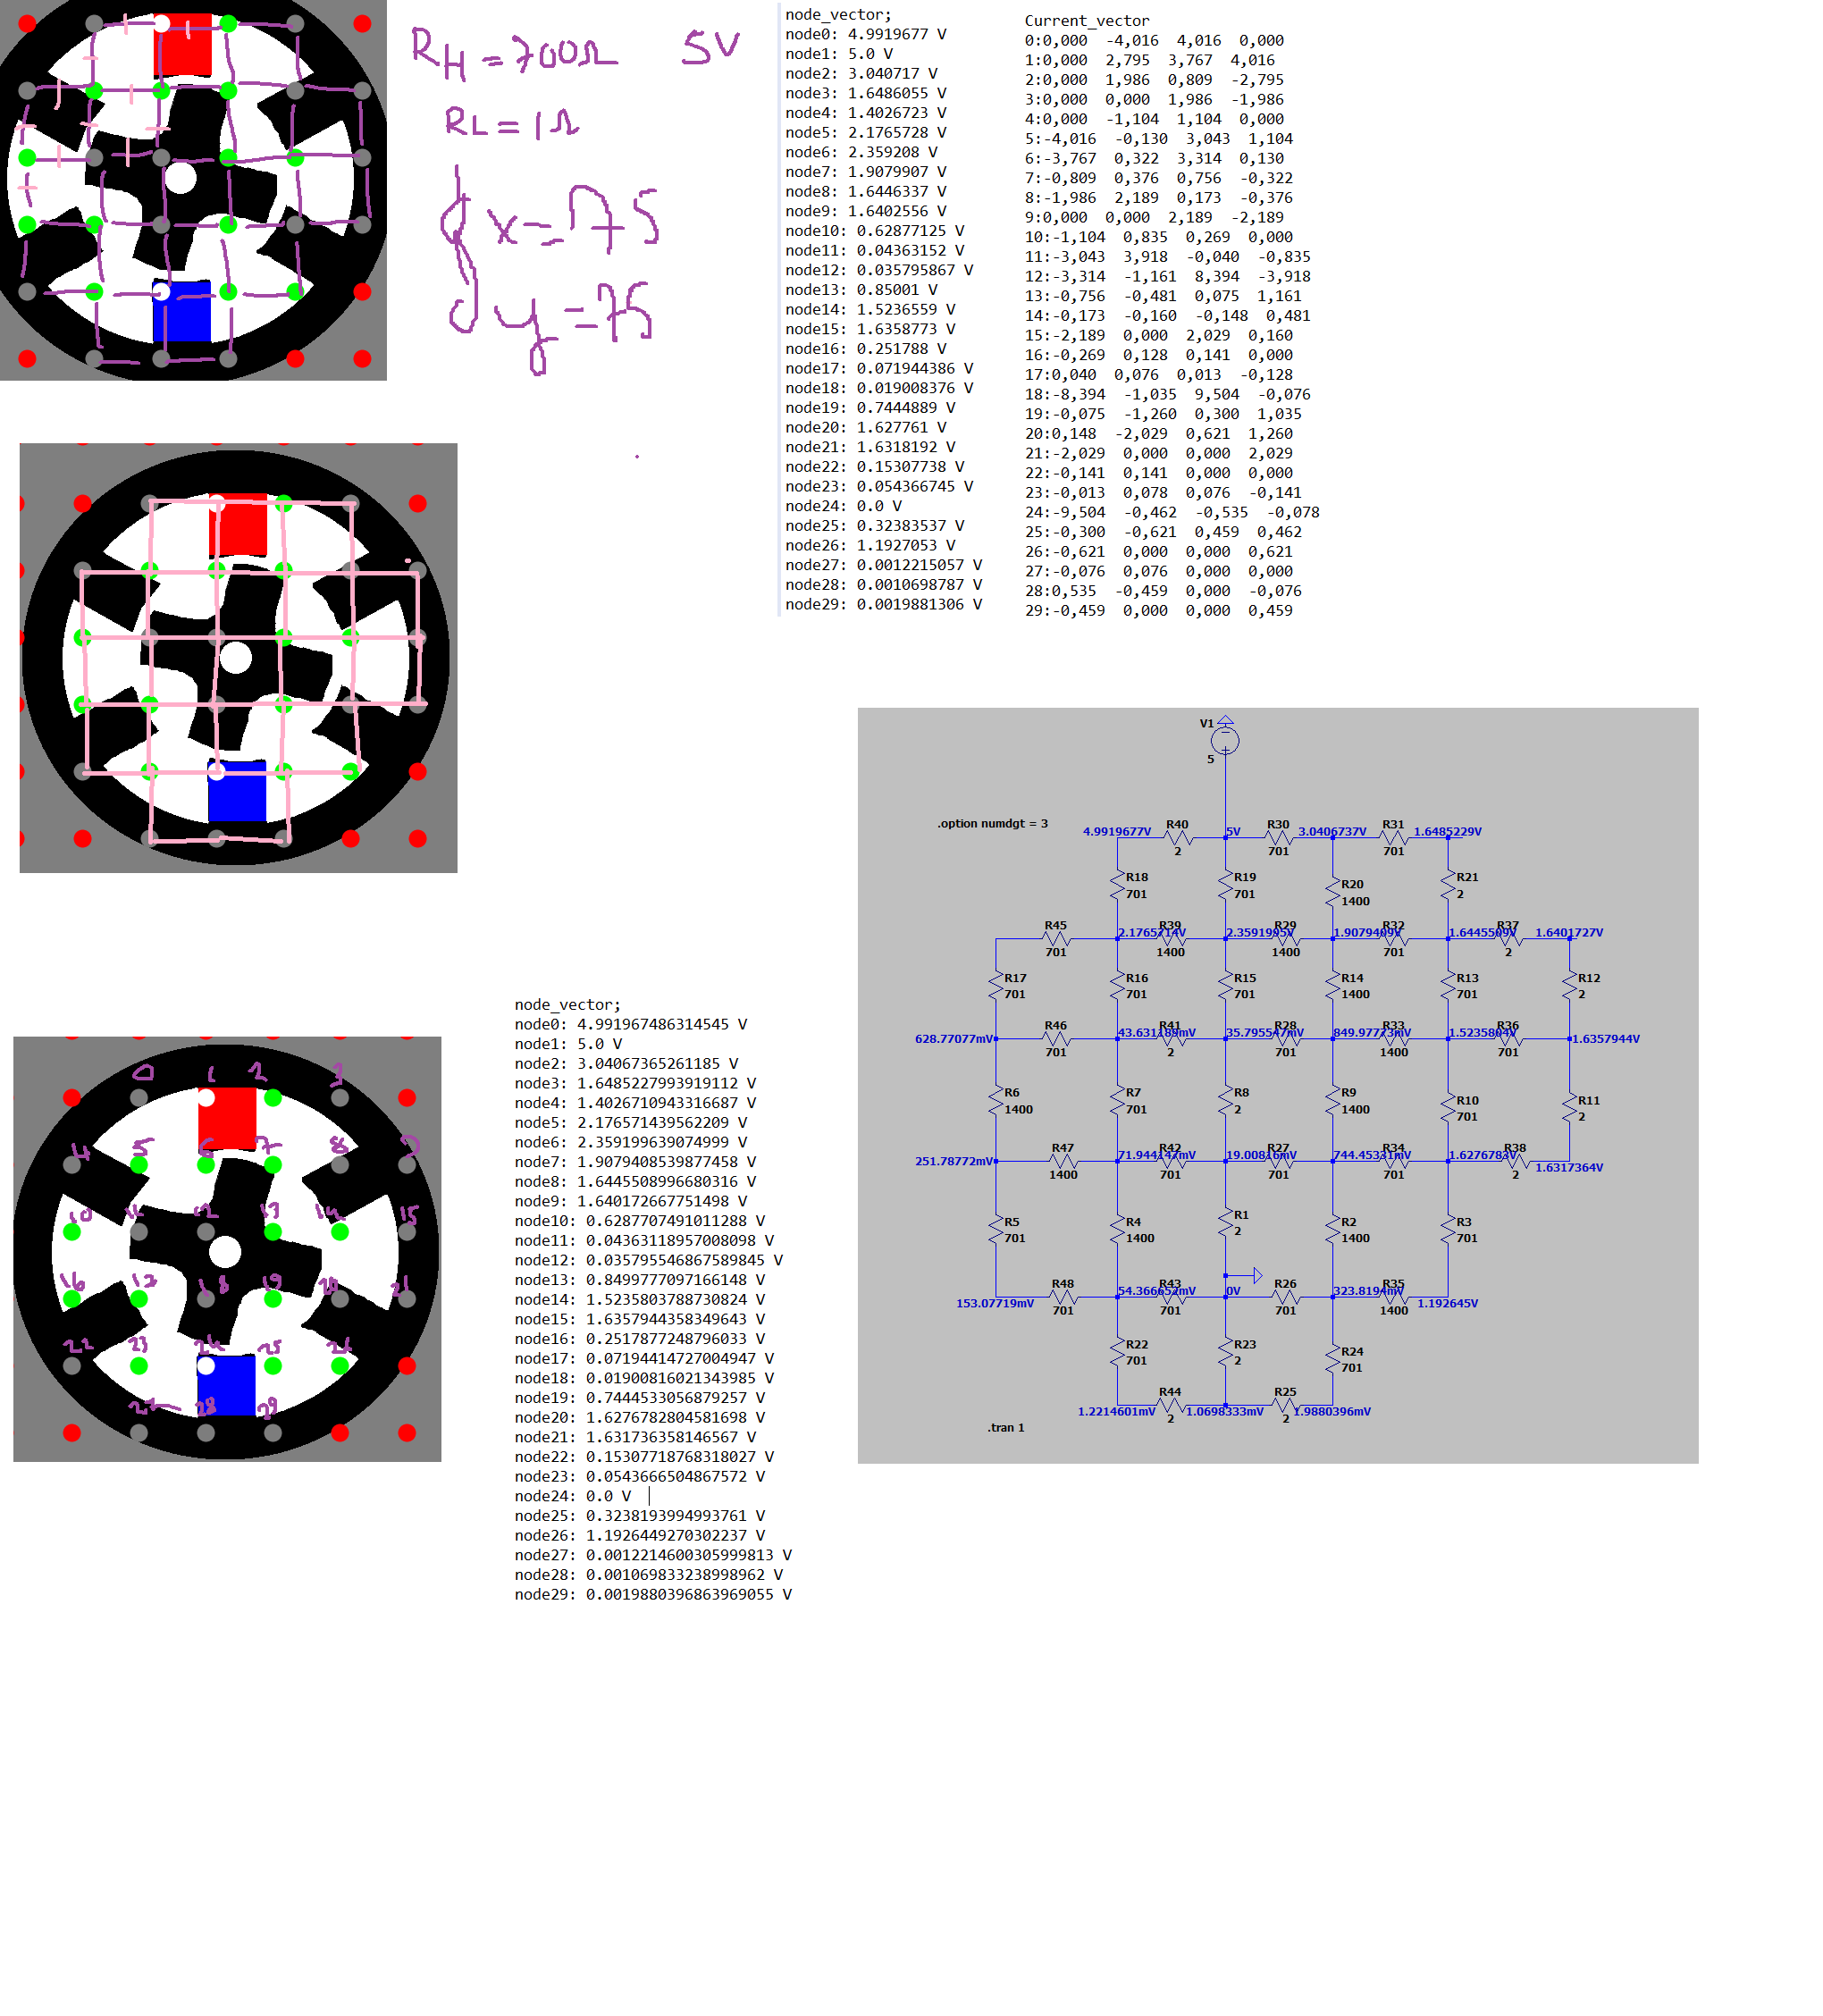 R_H = 700Ω 5V
R_L = 1Ω
dx = 75
dy = 75
node_vector;
node0: 4.9919677 V
node1: 5.0 V
node2: 3.040717 V
node3: 1.6486055 V
node4: 1.4026723 V
node5: 2.1765728 V
node6: 2.359208 V
node7: 1.9079907 V
node8: 1.6446337 V
node9: 1.6402556 V
node10: 0.62877125 V
node11: 0.04363152 V
node12: 0.035795867 V
node13: 0.85001 V
node14: 1.5236559 V
node15: 1.6358773 V
node16: 0.251788 V
node17: 0.071944386 V
node18: 0.019008376 V
node19: 0.7444889 V
node20: 1.627761 V
node21: 1.6318192 V
node22: 0.15307738 V
node23: 0.054366745 V
node24: 0.0 V
node25: 0.32383537 V
node26: 1.1927053 V
node27: 0.0012215057 V
node28: 0.0010698787 V
node29: 0.0019881306 V
Current_vector
0:0,000 -4,016 4,016 0,000
1:0,000 2,795 3,767 4,016
2:0,000 1,986 0,809 -2,795
3:0,000 0,000 1,986 -1,986
4:0,000 -1,104 1,104 0,000
5:-4,016 -0,130 3,043 1,104
6:-3,767 0,322 3,314 0,130
7:-0,809 0,376 0,756 -0,322
8:-1,986 2,189 0,173 -0,376
9:0,000 0,000 2,189 -2,189
10:-1,104 0,835 0,269 0,000
11:-3,043 3,918 -0,040 -0,835
12:-3,314 -1,161 8,394 -3,918
13:-0,756 -0,481 0,075 1,161
14:-0,173 -0,160 -0,148 0,481
15:-2,189 0,000 2,029 0,160
16:-0,269 0,128 0,141 0,000
17:0,040 0,076 0,013 -0,128
18:-8,394 -1,035 9,504 -0,076
19:-0,075 -1,260 0,300 1,035
20:0,148 -2,029 0,621 1,260
21:-2,029 0,000 0,000 2,029
22:-0,141 0,141 0,000 0,000
23:-0,013 0,078 0,076 -0,141
24:-9,504 -0,462 -0,535 -0,078
25:-0,300 -0,621 0,459 0,462
26:-0,621 0,000 0,000 0,621
27:-0,076 0,076 0,000 0,000
28:0,535 -0,459 0,000 -0,076
29:-0,459 0,000 0,000 0,459
V1
5
.option numdgt = 3
R40 R30 R31
4.9919677V 5V 3.0406737V 1.6485229V
2 701 701
R18 R19 R20 R21
701 701 1400 2
R45 R39 R29 R32 R37
2.1765714V 2.3591995V 1.9079409V 1.6445509V 1.6401727V
701 1400 1400 701 2
R17 R16 R15 R14 R13 R12
701 701 701 1400 701 2
R46 R41 R28 R33 R36
628.77077mV 43.631189mV 35.795547mV 849.97773mV 1.5235804V 1.6357944V
701 2 701 1400 701
R6 R7 R8 R9 R10 R11
1400 701 2 1400 701 2
R47 R42 R27 R34 R38
251.78772mV 71.944147mV 19.00816mV 744.45331mV 1.6276783V 1.6317364V
1400 701 701 701 2
R5 R4 R1 R2 R3
701 1400 2 1400 701
R48 R43 R26 R35
153.07719mV 54.366652mV 0V 323.8194mV 1.192645V
701 701 701 1400
R22 R23 R24
701 2 701
R44 R25
1.2214601mV 1.0698333mV 1.9880396mV
2 2
.tran 1
0 1 2 3
4 5 6 7 8 9
10 11 12 13 14 15
16 17 18 19 20 21
22 23 24 25 26
27 28 29
node_vector;
node0: 4.991967486314545 V
node1: 5.0 V
node2: 3.04067365261185 V
node3: 1.6485227993919112 V
node4: 1.4026710943316687 V
node5: 2.176571439562209 V
node6: 2.359199639074999 V
node7: 1.9079408539877458 V
node8: 1.6445508996680316 V
node9: 1.640172667751498 V
node10: 0.6287707491011288 V
node11: 0.04363118957008098 V
node12: 0.035795546867589845 V
node13: 0.8499777097166148 V
node14: 1.5235803788730824 V
node15: 1.6357944358349643 V
node16: 0.2517877248796033 V
node17: 0.07194414727004947 V
node18: 0.01900816021343985 V
node19: 0.7444533056879257 V
node20: 1.6276782804581698 V
node21: 1.631736358146567 V
node22: 0.15307718768318027 V
node23: 0.0543666504867572 V
node24: 0.0 V
node25: 0.3238193994993761 V
node26: 1.1926449270302237 V
node27: 0.0012214600305999813 V
node28: 0.001069833238998962 V
node29: 0.0019880396863969055 V